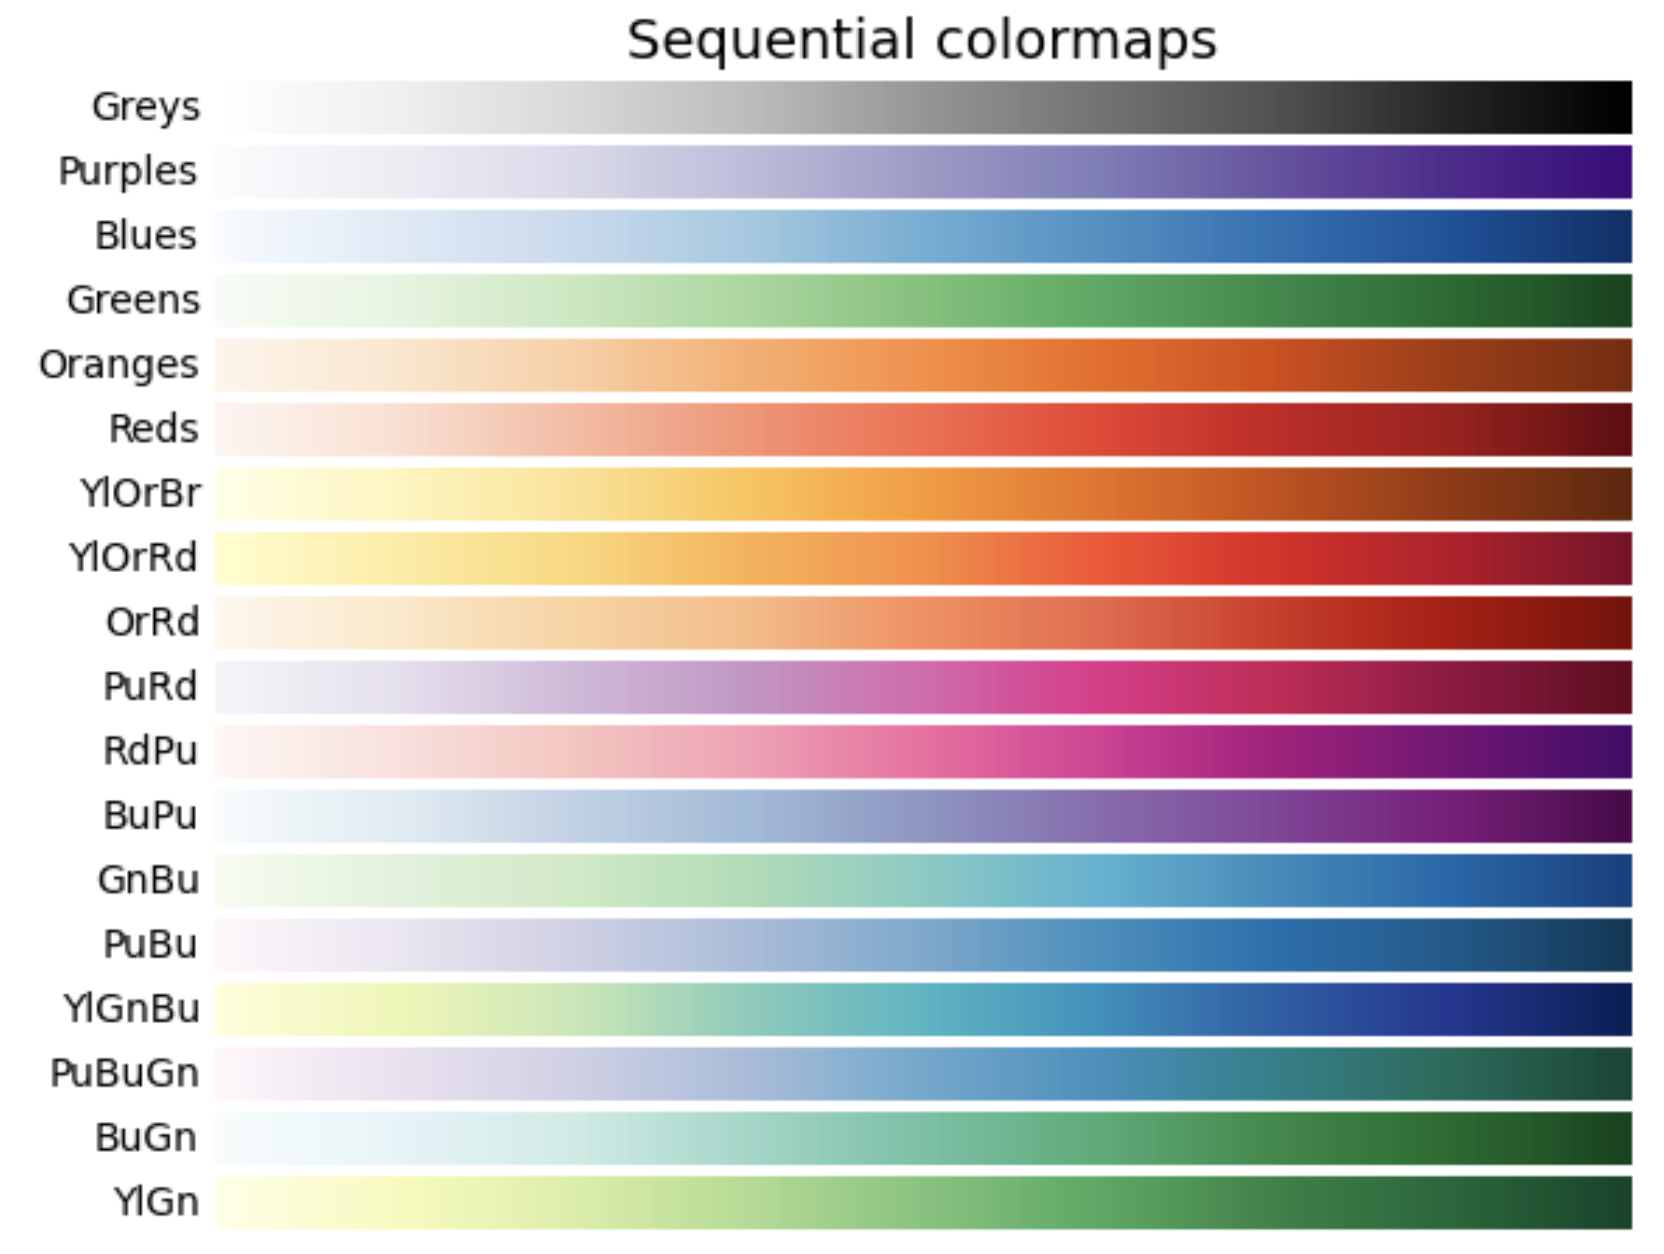 Sequential colormaps
Greys
Purples
Blues
Greens
Oranges
Reds
YlOrBr
YlOrRd
OrRd
PuRd
RdPu
BuPu
GnBu
PuBu
YlGnBu
PuBuGn
BuGn
YlGn